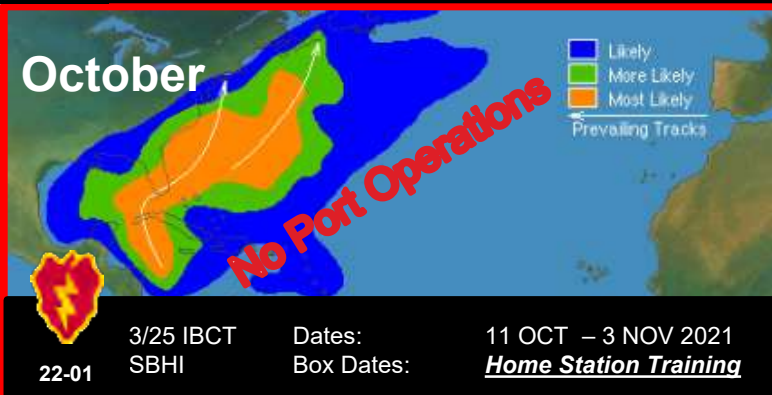 October
Likely
More Likely
Most Likely
Prevailing Tracks
No Port Operations
22-01
3/25 IBCT Dates: 11 OCT – 3 NOV 2021
SBHI Box Dates: Home Station Training